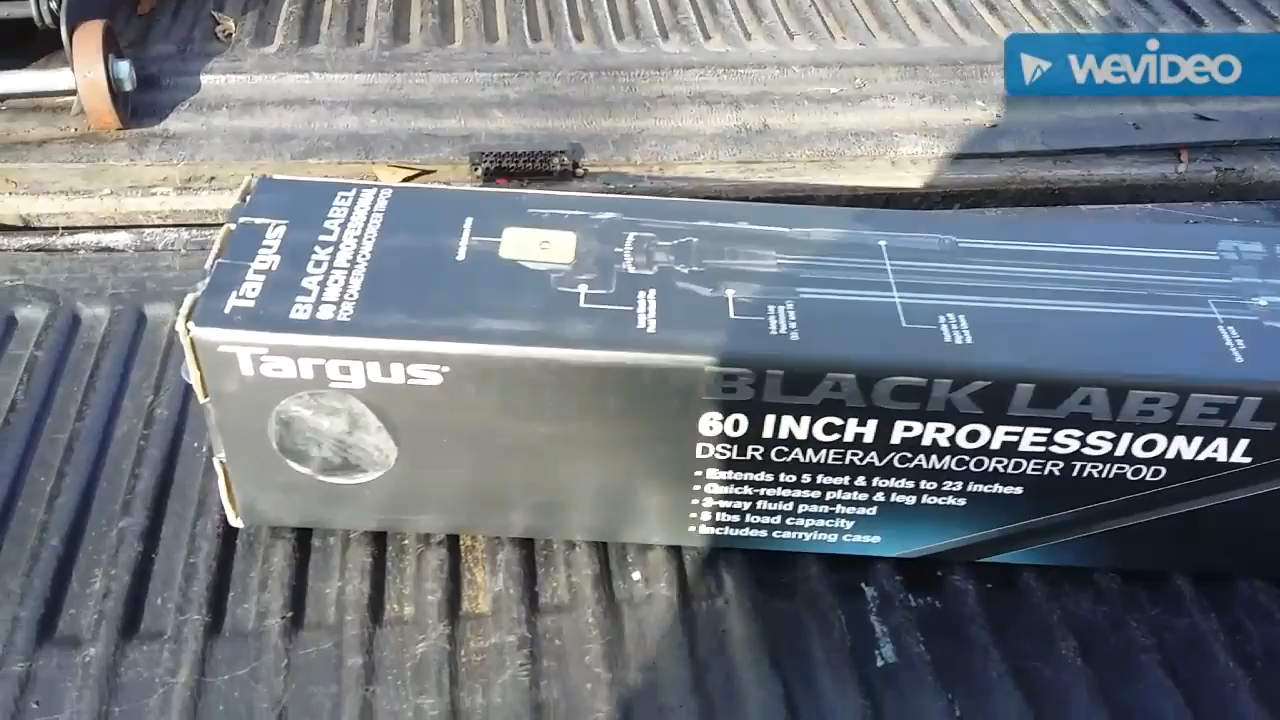 WEVIDEO
Targus
BLACK LABEL
60 INCH PROFESSIONAL
FOR CAMERA/CAMCORDER TRIPOD
Targus
BLACK LABEL
60 INCH PROFESSIONAL
DSLR CAMERA/CAMCORDER TRIPOD
• Extends to 5 feet & folds to 23 inches
• Quick-release plate & leg locks
• 3-way fluid pan-head
• 5 lbs load capacity
• Includes carrying case